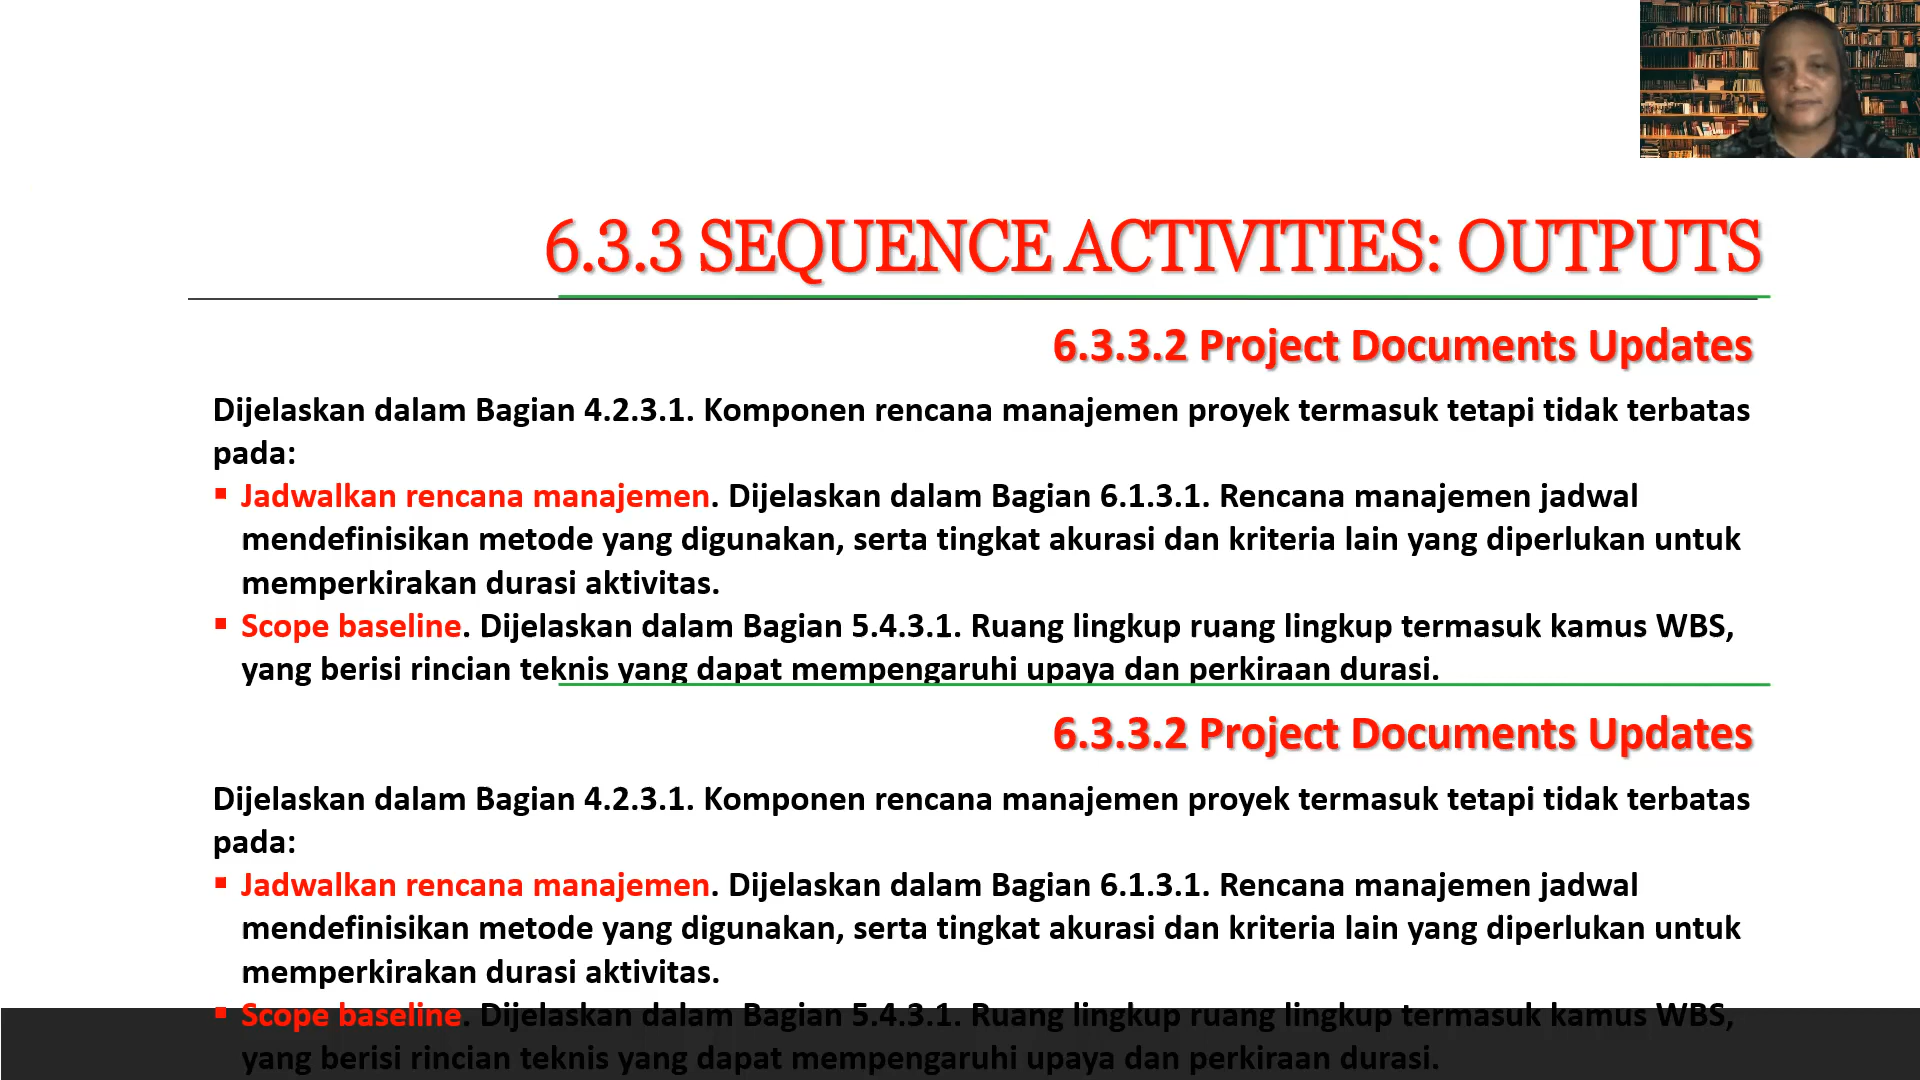 6.3.3 SEQUENCE ACTIVITIES: OUTPUTS
6.3.3.2 Project Documents Updates
Dijelaskan dalam Bagian 4.2.3.1. Komponen rencana manajemen proyek termasuk tetapi tidak terbatas
pada:
▪ Jadwalkan rencana manajemen. Dijelaskan dalam Bagian 6.1.3.1. Rencana manajemen jadwal
mendefinisikan metode yang digunakan, serta tingkat akurasi dan kriteria lain yang diperlukan untuk
memperkirakan durasi aktivitas.
▪ Scope baseline. Dijelaskan dalam Bagian 5.4.3.1. Ruang lingkup ruang lingkup termasuk kamus WBS,
yang berisi rincian teknis yang dapat mempengaruhi upaya dan perkiraan durasi.
6.3.3.2 Project Documents Updates
Dijelaskan dalam Bagian 4.2.3.1. Komponen rencana manajemen proyek termasuk tetapi tidak terbatas
pada:
▪ Jadwalkan rencana manajemen. Dijelaskan dalam Bagian 6.1.3.1. Rencana manajemen jadwal
mendefinisikan metode yang digunakan, serta tingkat akurasi dan kriteria lain yang diperlukan untuk
memperkirakan durasi aktivitas.
▪ Scope baseline. Dijelaskan dalam Bagian 5.4.3.1. Ruang lingkup ruang lingkup termasuk kamus WBS,
yang berisi rincian teknis yang dapat mempengaruhi upaya dan perkiraan durasi.